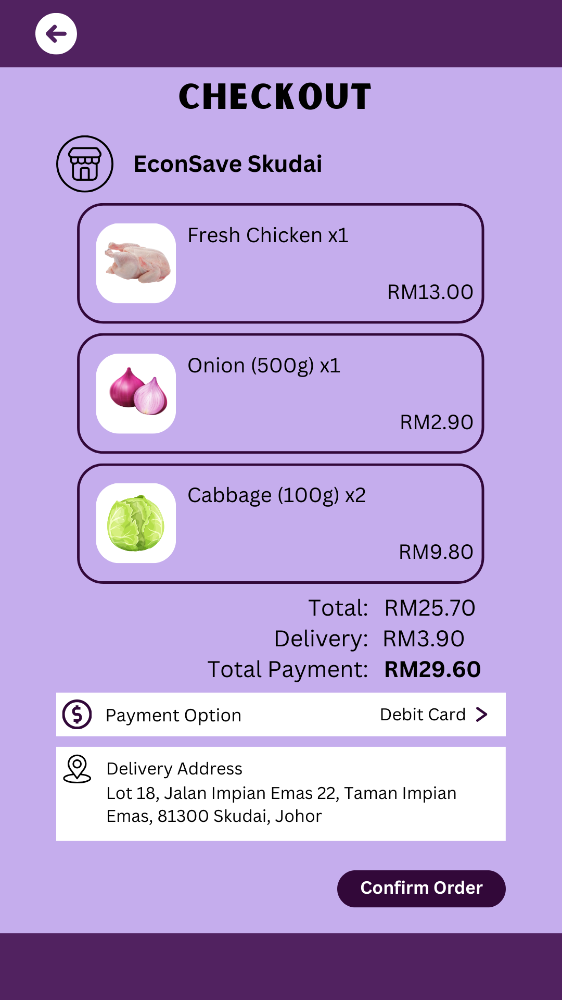 CHECKOUT
EconSave Skudai
Fresh Chicken x1
RM13.00
Onion (500g) x1
RM2.90
Cabbage (100g) x2
RM9.80
Total: RM25.70
Delivery: RM3.90
Total Payment: RM29.60
Payment Option Debit Card
Delivery Address
Lot 18, Jalan Impian Emas 22, Taman Impian
Emas, 81300 Skudai, Johor
Confirm Order